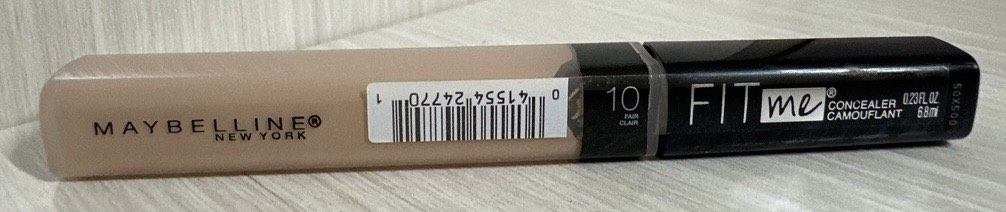 MAYBELLINE®
NEW YORK
0 41554 24770 1
10
FAIR
CLAIR
FIT me®
CONCEALER
CAMOUFLANT
0.23 FL. OZ.
6.8 ml
50X500